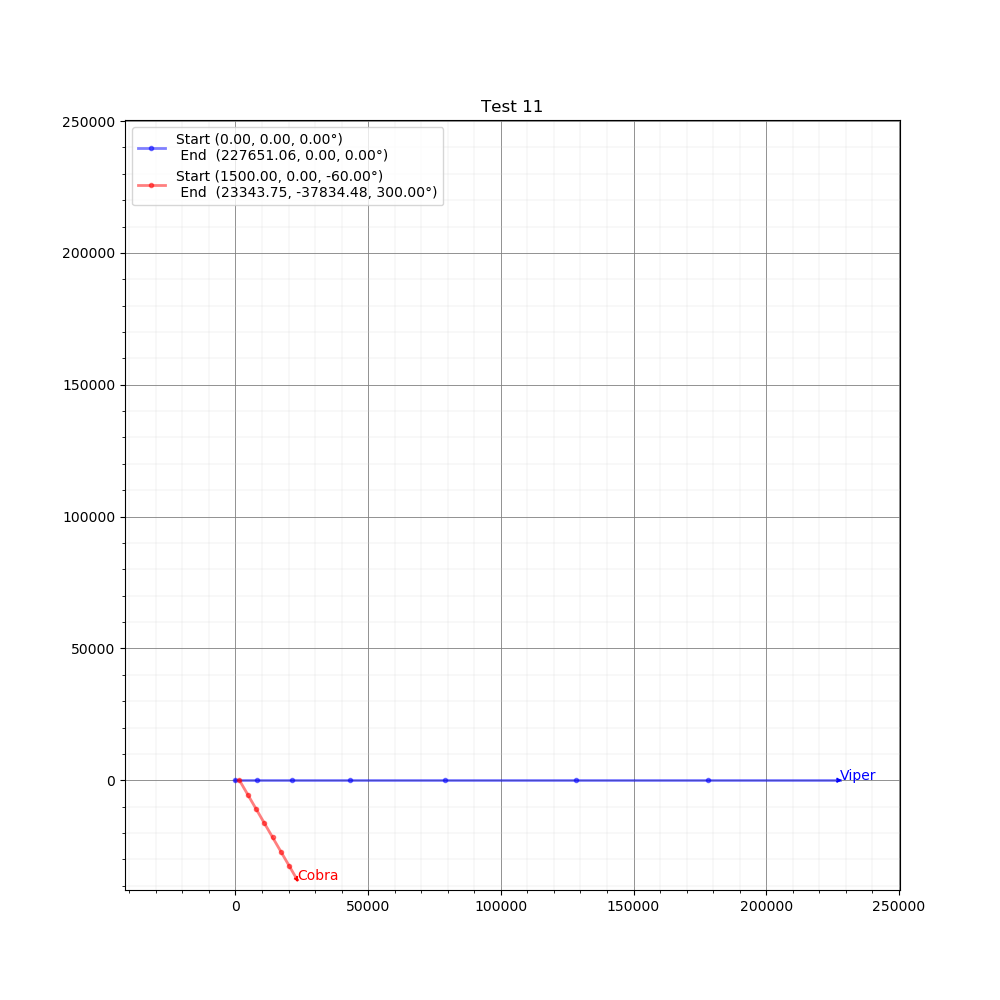 Test 11
250000
200000
150000
100000
50000
0
Start (0.00, 0.00, 0.00°)
End (227651.06, 0.00, 0.00°)
Start (1500.00, 0.00, -60.00°)
End (23343.75, -37834.48, 300.00°)
Viper
Cobra
0 50000 100000 150000 200000 250000